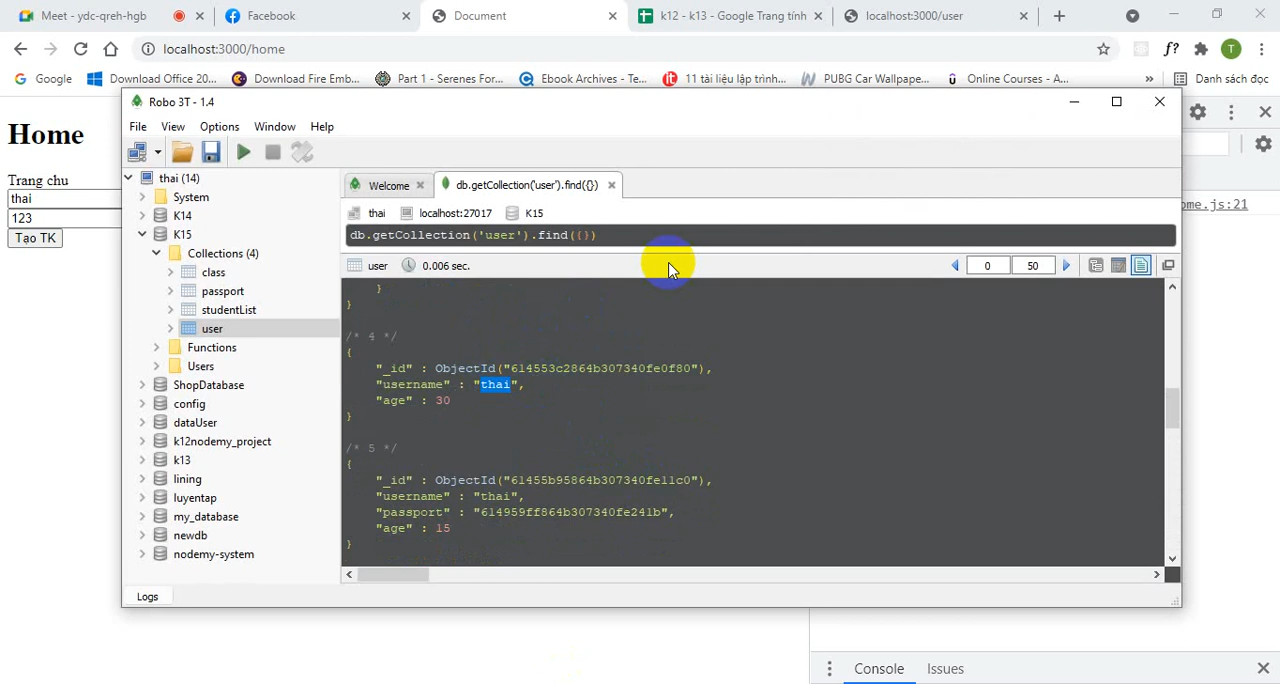 Meet - ydc-qreh-hgb
Facebook
Document
k12 - k13 - Google Trang tính
localhost:3000/user
localhost:3000/home
f?
T
Google
Download Office 20...
Download Fire Emb...
Part 1 - Serenes For...
Ebook Archives - Te...
11 tài liệu lập trình...
PUBG Car Wallpape...
Online Courses - A...
»
Danh sách đọc
Home
Trang chu
thai
123
Tạo TK
Robo 3T - 1.4
File
View
Options
Window
Help
thai (14)
System
K14
K15
Collections (4)
class
passport
studentList
user
Functions
Users
ShopDatabase
config
dataUser
k12nodemy_project
k13
lining
luyentap
my_database
newdb
nodemy-system
Logs
Welcome
db.getCollection('user').find({})
thai
localhost:27017
K15
db.getCollection('user').find({})
user
0.006 sec.
0
50
}
}
/* 4 */
{
"_id" : ObjectId("614553c2864b307340fe0f80"),
"username" : "thai",
"age" : 30
}
/* 5 */
{
"_id" : ObjectId("61455b95864b307340fe11c0"),
"username" : "thai",
"passport" : "614959ff864b307340fe241b",
"age" : 15
}
ome.js:21
Console
Issues